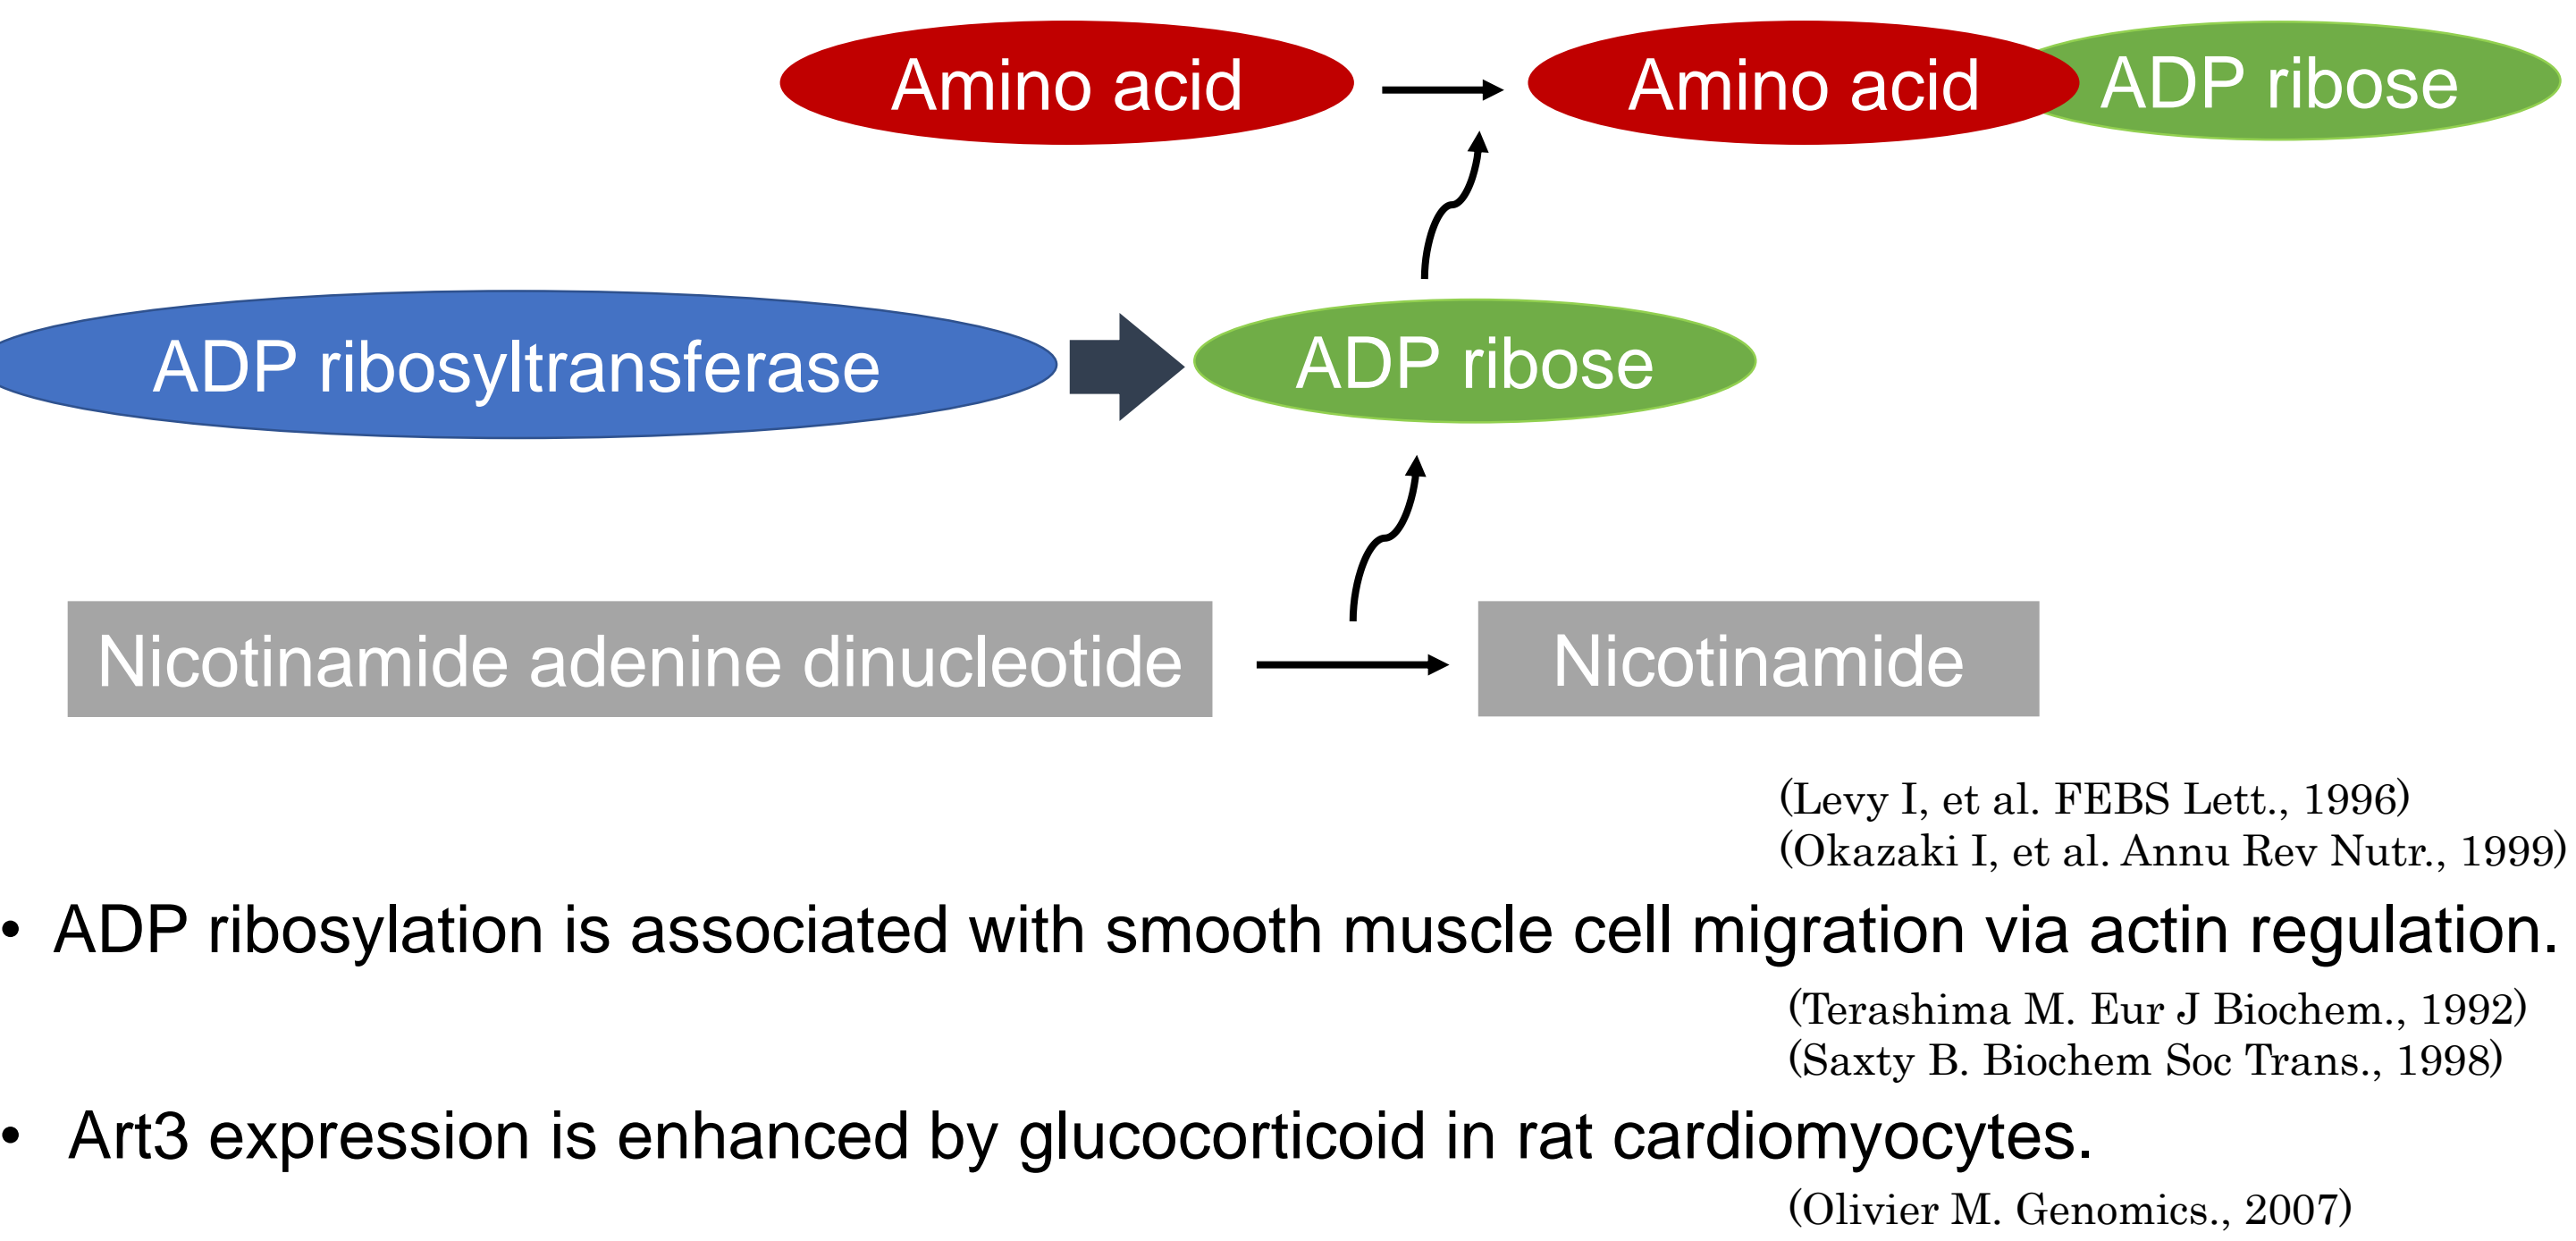 Amino acid
Amino acid
ADP ribose
ADP ribosyltransferase
ADP ribose
Nicotinamide adenine dinucleotide
Nicotinamide
(Levy I, et al. FEBS Lett., 1996)
(Okazaki I, et al. Annu Rev Nutr., 1999)
• ADP ribosylation is associated with smooth muscle cell migration via actin regulation.
(Terashima M. Eur J Biochem., 1992)
(Saxty B. Biochem Soc Trans., 1998)
• Art3 expression is enhanced by glucocorticoid in rat cardiomyocytes.
(Olivier M. Genomics., 2007)